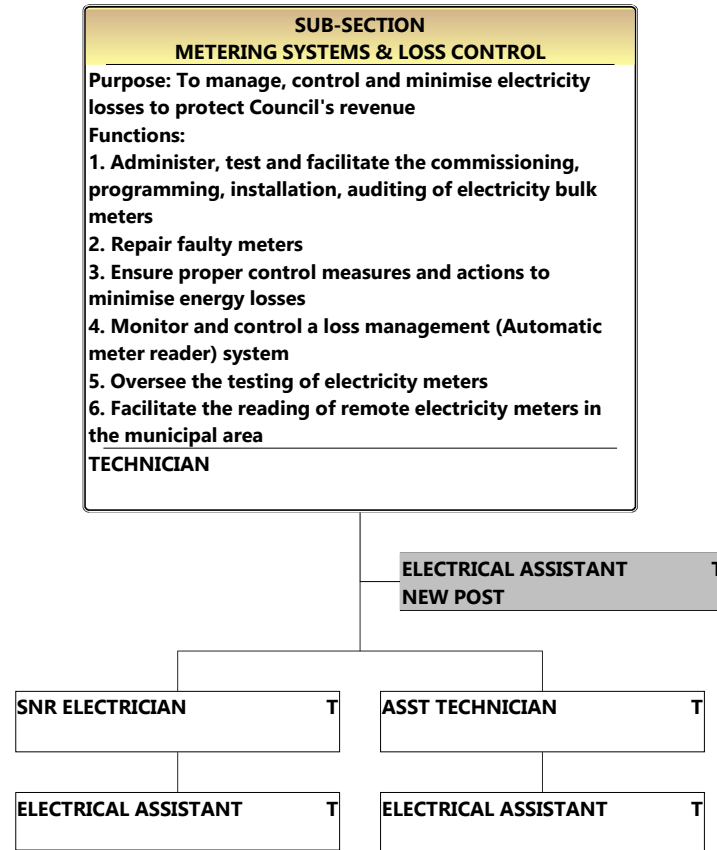 SUB-SECTION
METERING SYSTEMS & LOSS CONTROL
Purpose: To manage, control and minimise electricity
losses to protect Council's revenue
Functions:
1. Administer, test and facilitate the commissioning,
programming, installation, auditing of electricity bulk
meters
2. Repair faulty meters
3. Ensure proper control measures and actions to
minimise energy losses
4. Monitor and control a loss management (Automatic
meter reader) system
5. Oversee the testing of electricity meters
6. Facilitate the reading of remote electricity meters in
the municipal area
TECHNICIAN
ELECTRICAL ASSISTANT T
NEW POST
SNR ELECTRICIAN T
ASST TECHNICIAN T
ELECTRICAL ASSISTANT T
ELECTRICAL ASSISTANT T